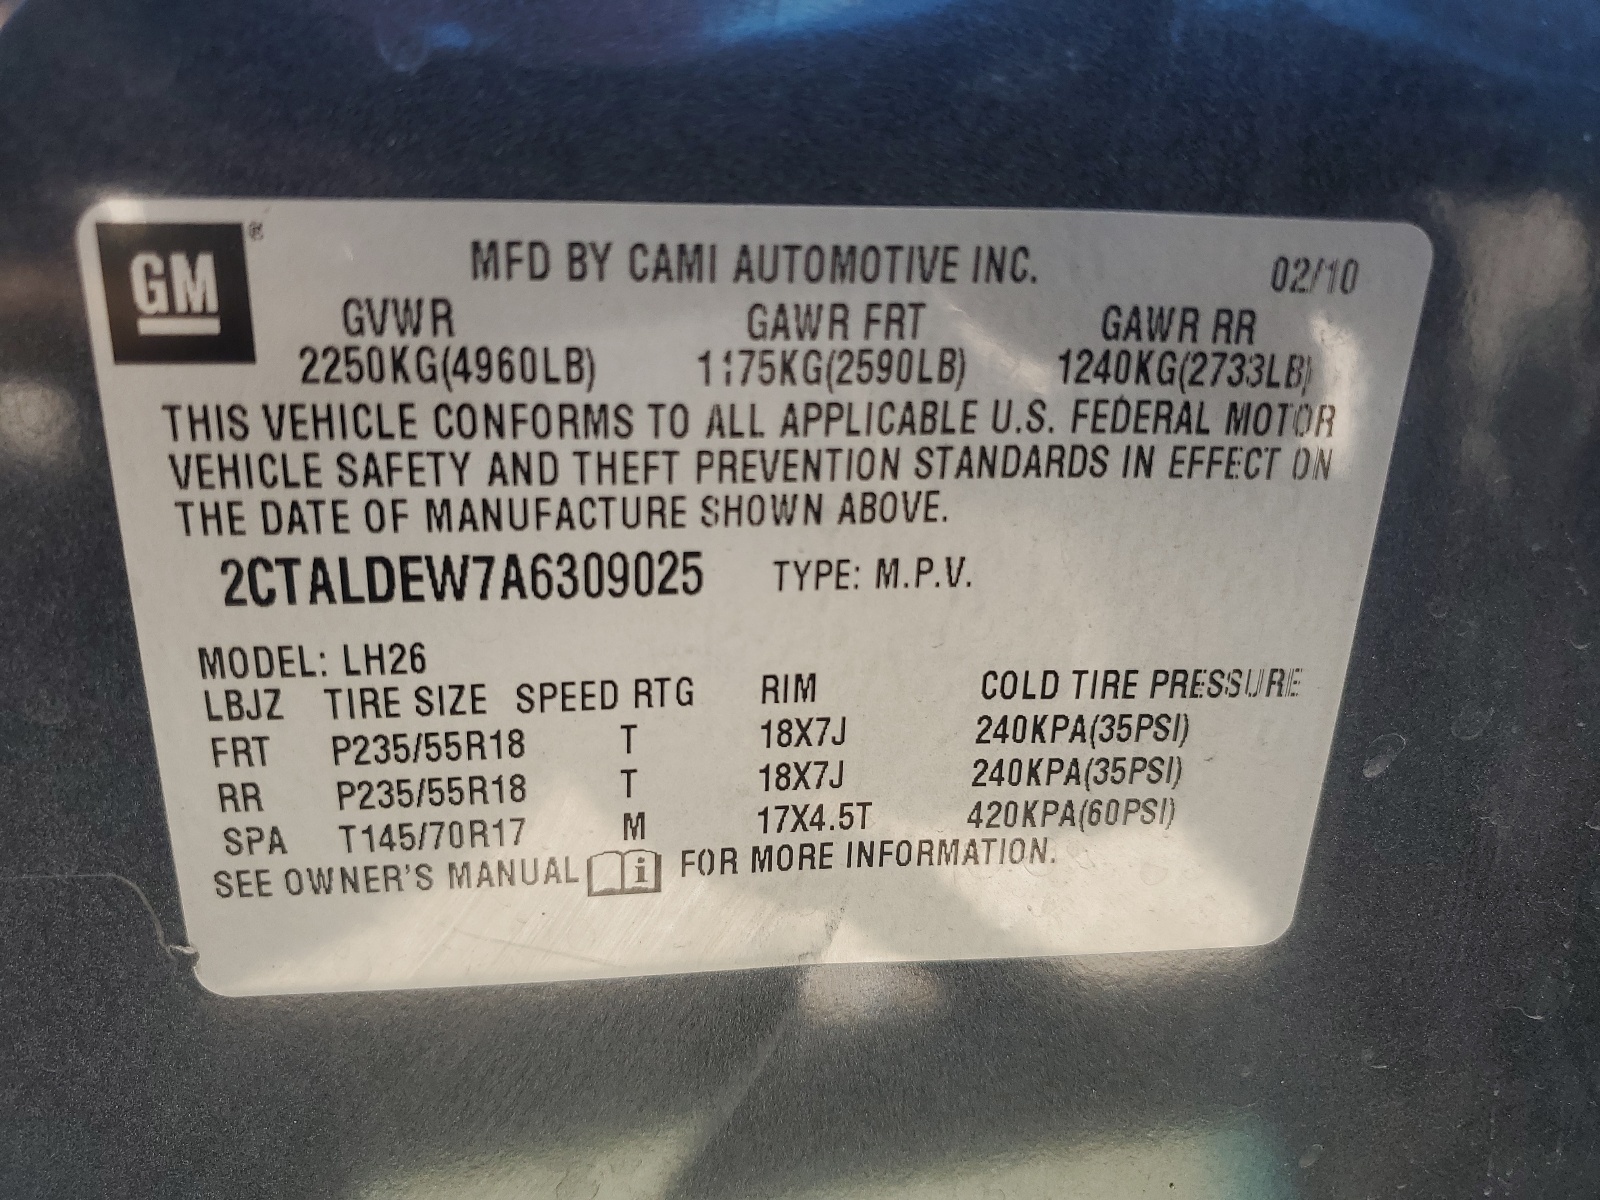 GM ®
MFD BY CAMI AUTOMOTIVE INC. 02/10
GVWR GAWR FRT GAWR RR
2250KG(4960LB) 1175KG(2590LB) 1240KG(2733LB)
THIS VEHICLE CONFORMS TO ALL APPLICABLE U.S. FEDERAL MOTOR
VEHICLE SAFETY AND THEFT PREVENTION STANDARDS IN EFFECT ON
THE DATE OF MANUFACTURE SHOWN ABOVE.
2CTALDEW7A6309025 TYPE: M.P.V.
MODEL: LH26
LBJZ TIRE SIZE SPEED RTG RIM COLD TIRE PRESSURE
FRT P235/55R18 T 18X7J 240KPA(35PSI)
RR P235/55R18 T 18X7J 240KPA(35PSI)
SPA T145/70R17 M 17X4.5T 420KPA(60PSI)
SEE OWNER'S MANUAL i FOR MORE INFORMATION.